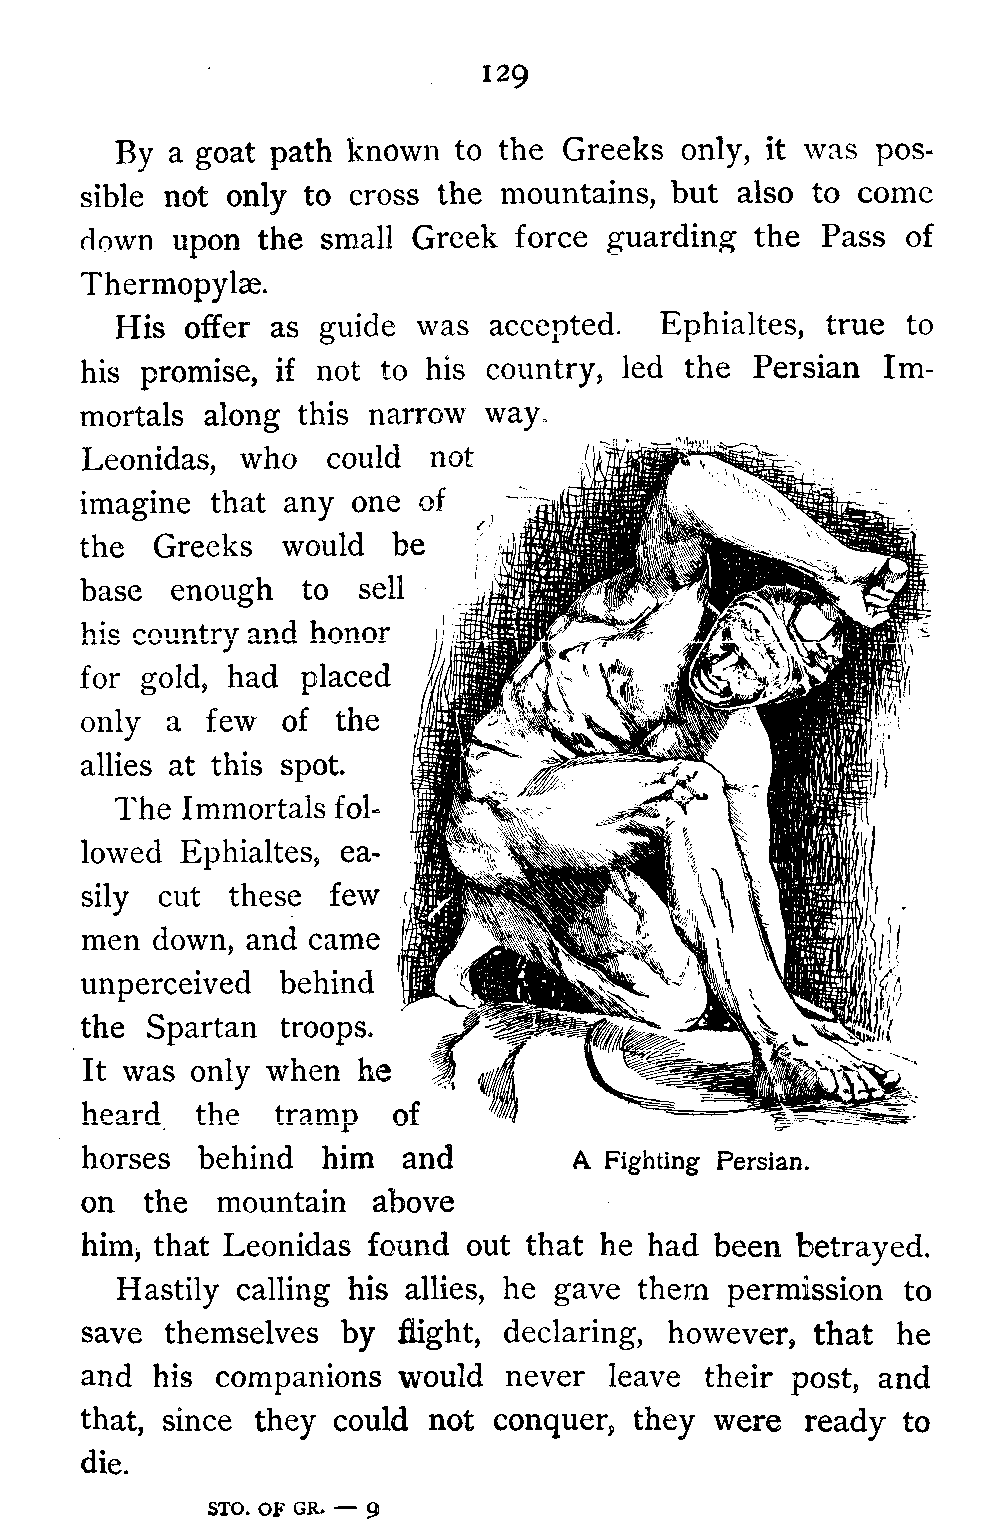 129
By a goat path known to the Greeks only, it was pos-
sible not only to cross the mountains, but also to come
down upon the small Greek force guarding the Pass of
Thermopylæ.
His offer as guide was accepted. Ephialtes, true to
his promise, if not to his country, led the Persian Im-
mortals along this narrow way.
Leonidas, who could not
imagine that any one of
the Greeks would be
base enough to sell
his country and honor
for gold, had placed
only a few of the
allies at this spot.
The Immortals fol-
lowed Ephialtes, ea-
sily cut these few
men down, and came
unperceived behind
the Spartan troops.
It was only when he
heard the tramp of
horses behind him and
on the mountain above
him, that Leonidas found out that he had been betrayed.
A Fighting Persian.
Hastily calling his allies, he gave them permission to
save themselves by flight, declaring, however, that he
and his companions would never leave their post, and
that, since they could not conquer, they were ready to
die.
STO. OF GR. — 9